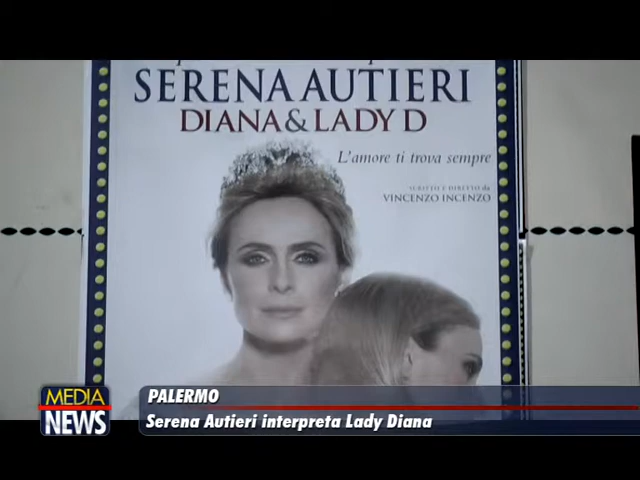 SERENA AUTIERI
DIANA & LADY D
L'amore ti trova sempre
SCRITTO E DIRETTO da
VINCENZO INCENZO
MEDIA
NEWS
PALERMO
Serena Autieri interpreta Lady Diana